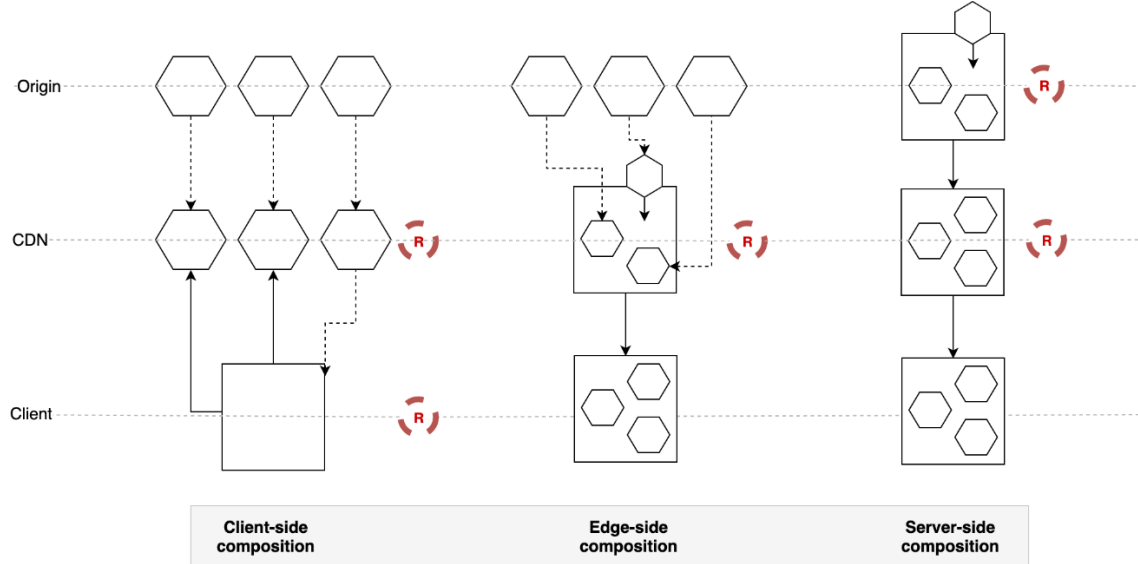 Origin
R
CDN
R
R
R
Client
R
Client-side
composition
Edge-side
composition
Server-side
composition